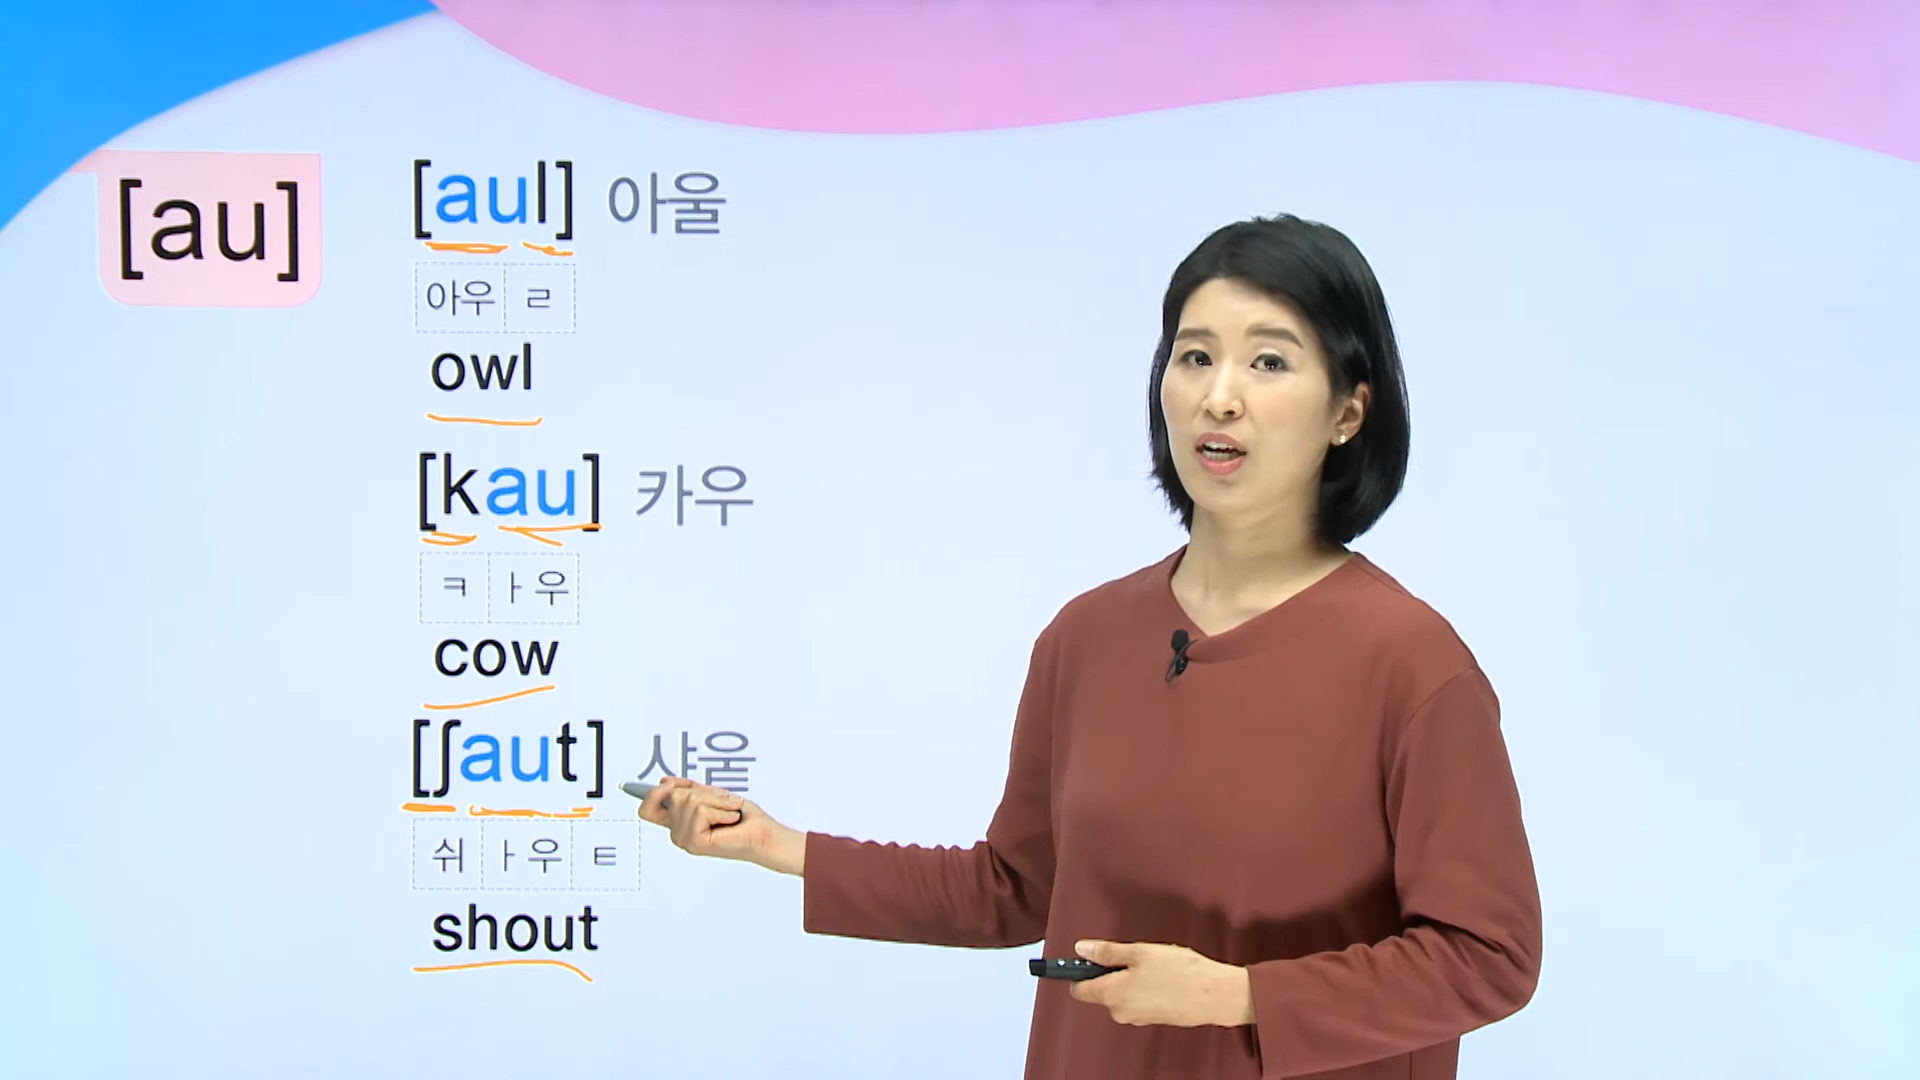 [au]
[aul] 아울
아우 ㄹ
owl
[kau] 카우
ㅋ ㅏ우
cow
[ʃaut] 샤웉
쉬 ㅏ우 ㅌ
shout